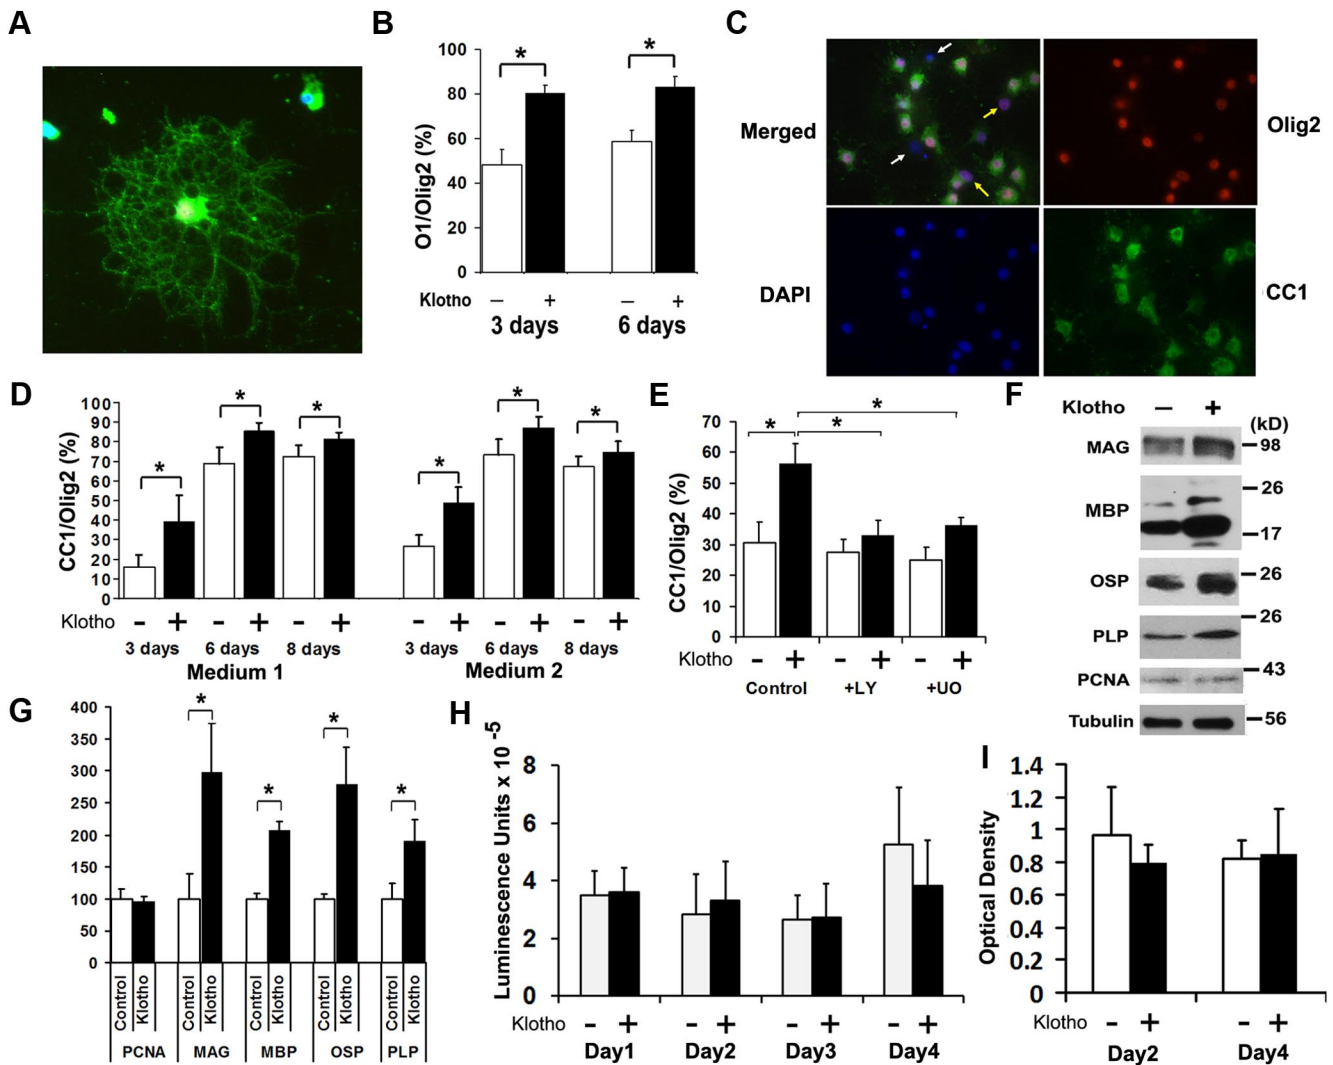 A
B
100
80
60
40
20
0
O1/Olig2 (%)
*
*
Klotho – + – +
3 days 6 days
C
Merged
Olig2
DAPI
CC1
D
100
90
80
70
60
50
40
30
20
10
0
CC1/Olig2 (%)
* * * * * *
Klotho - + - + - + - + - + - +
3 days 6 days 8 days 3 days 6 days 8 days
Medium 1 Medium 2
E
70
60
50
40
30
20
10
0
CC1/Olig2 (%)
* * *
Klotho - + - + - +
Control +LY +UO
F
Klotho – +
(kD)
MAG 98
MBP 26
17
OSP 26
PLP 26
PCNA 43
Tubulin 56
G
400
350
300
250
200
150
100
50
0
* * * *
Control Klotho Control Klotho Control Klotho Control Klotho Control Klotho
PCNA MAG MBP OSP PLP
H
Luminescence Units x 10 -5
8
6
4
2
0
Klotho - + - + - + - +
Day1 Day2 Day3 Day4
I
Optical Density
1.4
1.2
1
0.8
0.6
0.4
0.2
0
Klotho - + - +
Day2 Day4